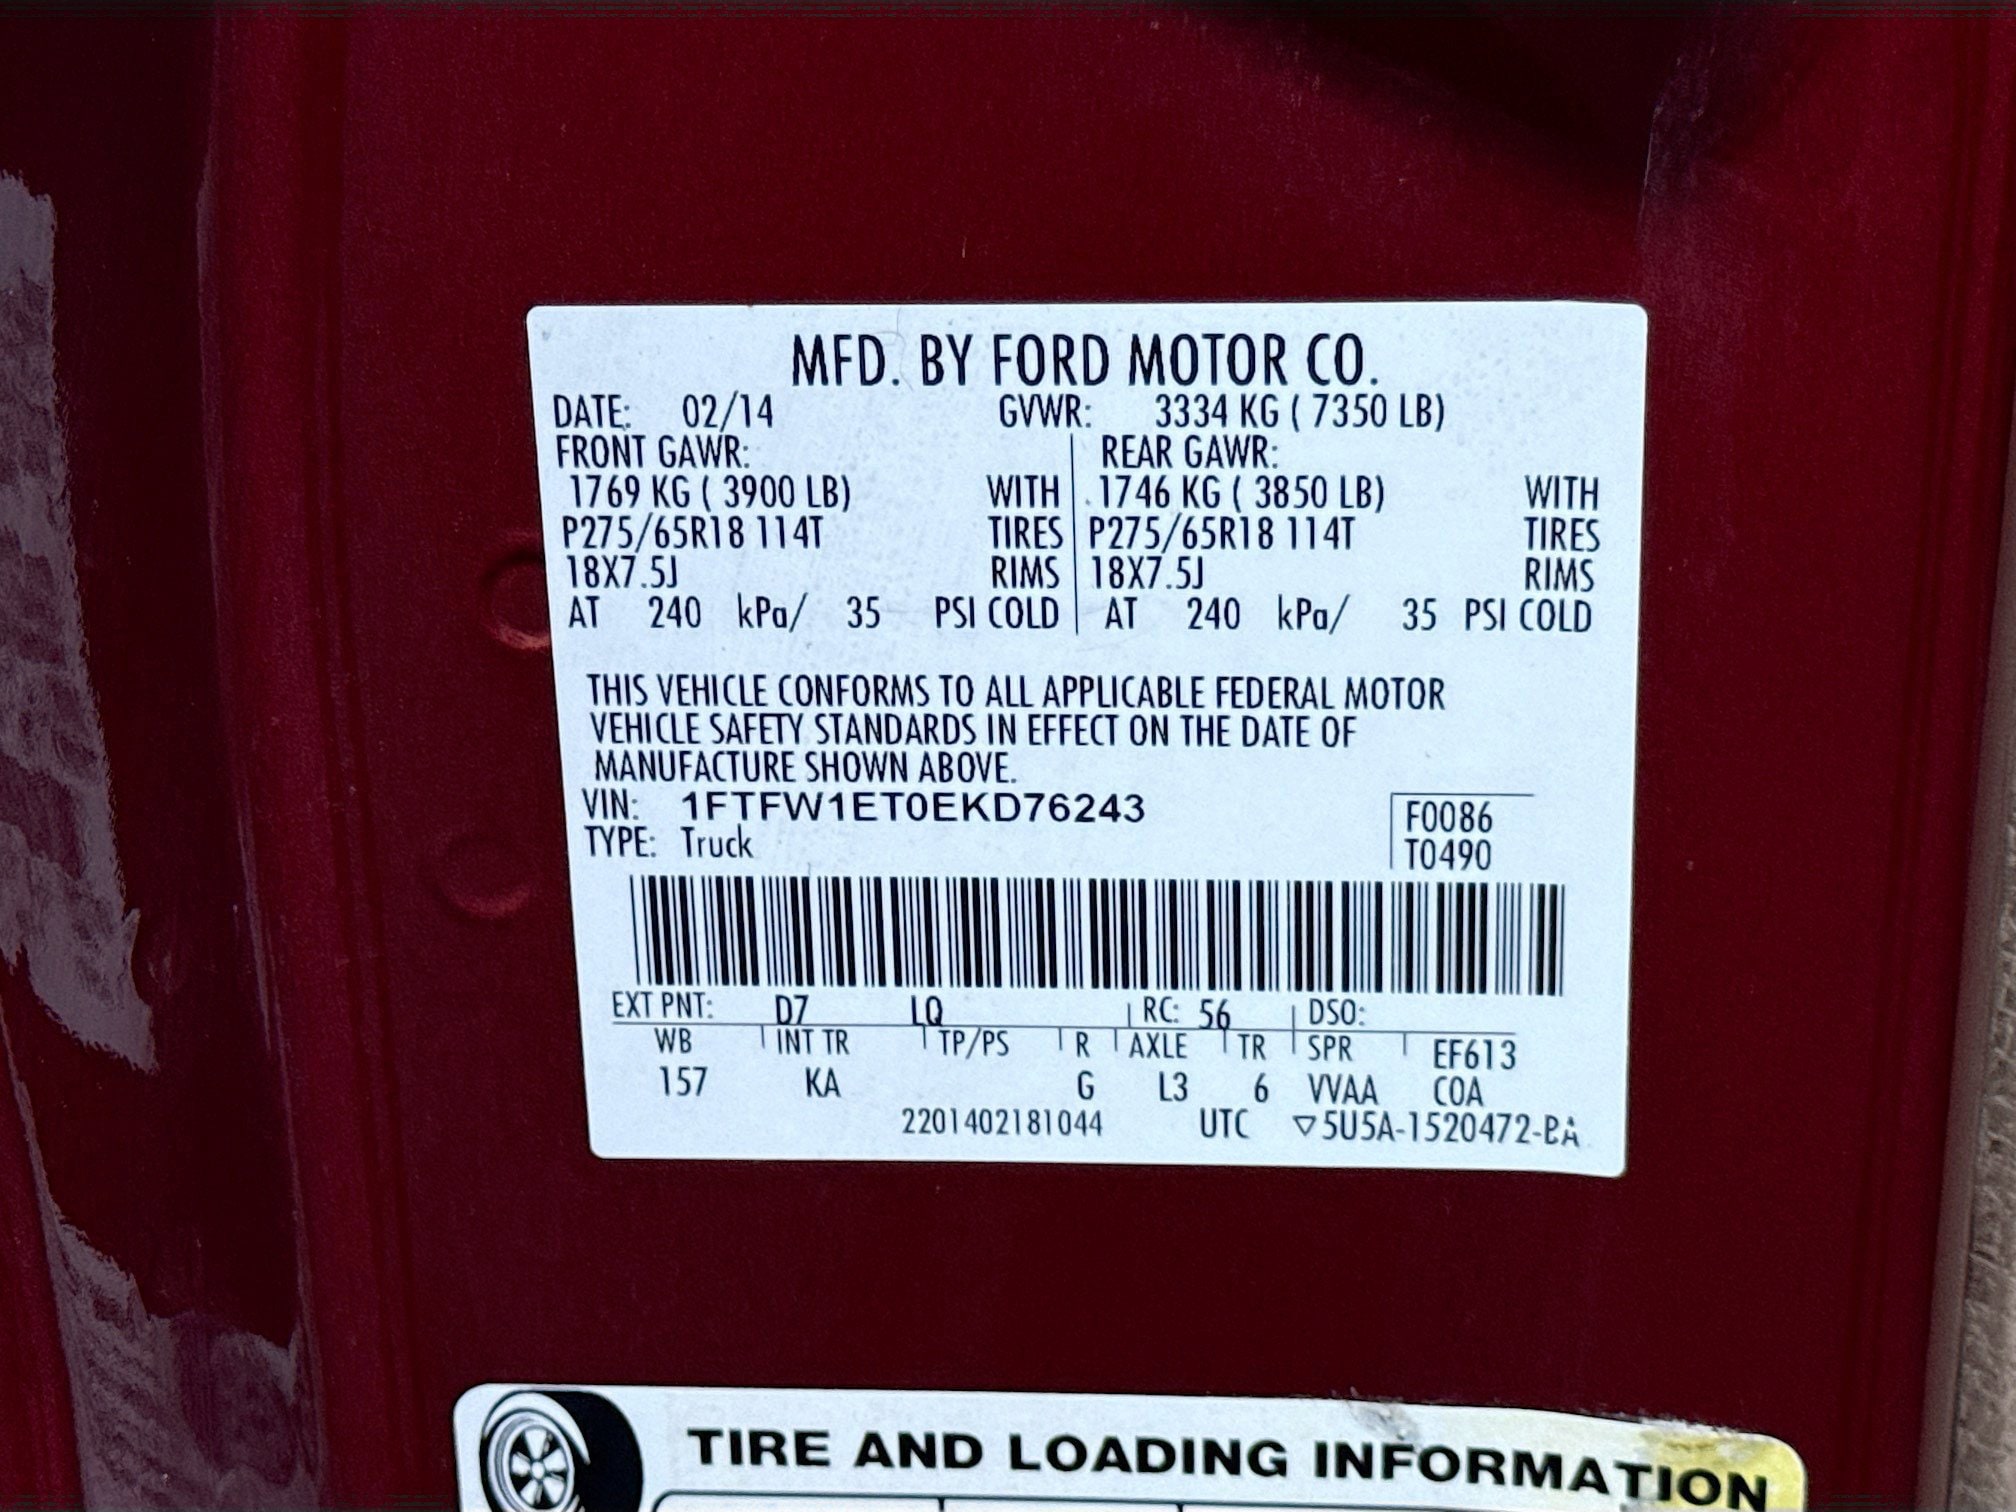 MFD. BY FORD MOTOR CO.
DATE: 02/14 GVWR: 3334 KG ( 7350 LB)
FRONT GAWR: REAR GAWR:
1769 KG ( 3900 LB) WITH 1746 KG ( 3850 LB) WITH
P275/65R18 114T TIRES P275/65R18 114T TIRES
18X7.5J RIMS 18X7.5J RIMS
AT 240 kPa/ 35 PSI COLD AT 240 kPa/ 35 PSI COLD
THIS VEHICLE CONFORMS TO ALL APPLICABLE FEDERAL MOTOR
VEHICLE SAFETY STANDARDS IN EFFECT ON THE DATE OF
MANUFACTURE SHOWN ABOVE.
VIN: 1FTFW1ET0EKD76243 F0086
TYPE: Truck T0490
EXT PNT: D7 LQ RC: 56 DSO:
WB INT TR TP/PS R AXLE TR SPR EF613
157 KA G L3 6 VVAA COA
2201402181044 UTC ▽5U5A-1520472-BA
TIRE AND LOADING INFORMATION